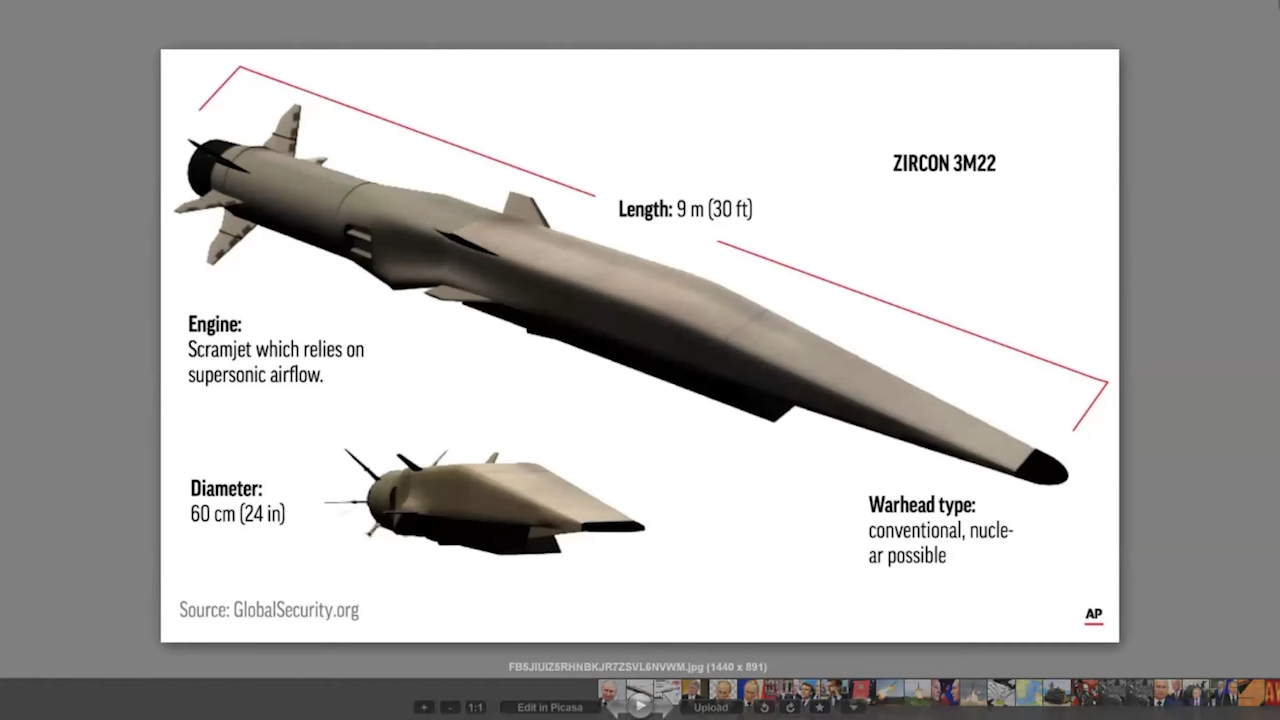 ZIRCON 3M22
Length: 9 m (30 ft)
Engine:
Scramjet which relies on
supersonic airflow.
Diameter:
60 cm (24 in)
Warhead type:
conventional, nucle-
ar possible
Source: GlobalSecurity.org
AP
FB5JIUIZ5RHNBKJR7ZSVL6NVWM.jpg (1440 x 891)
+ - 1:1 Edit in Picasa Upload